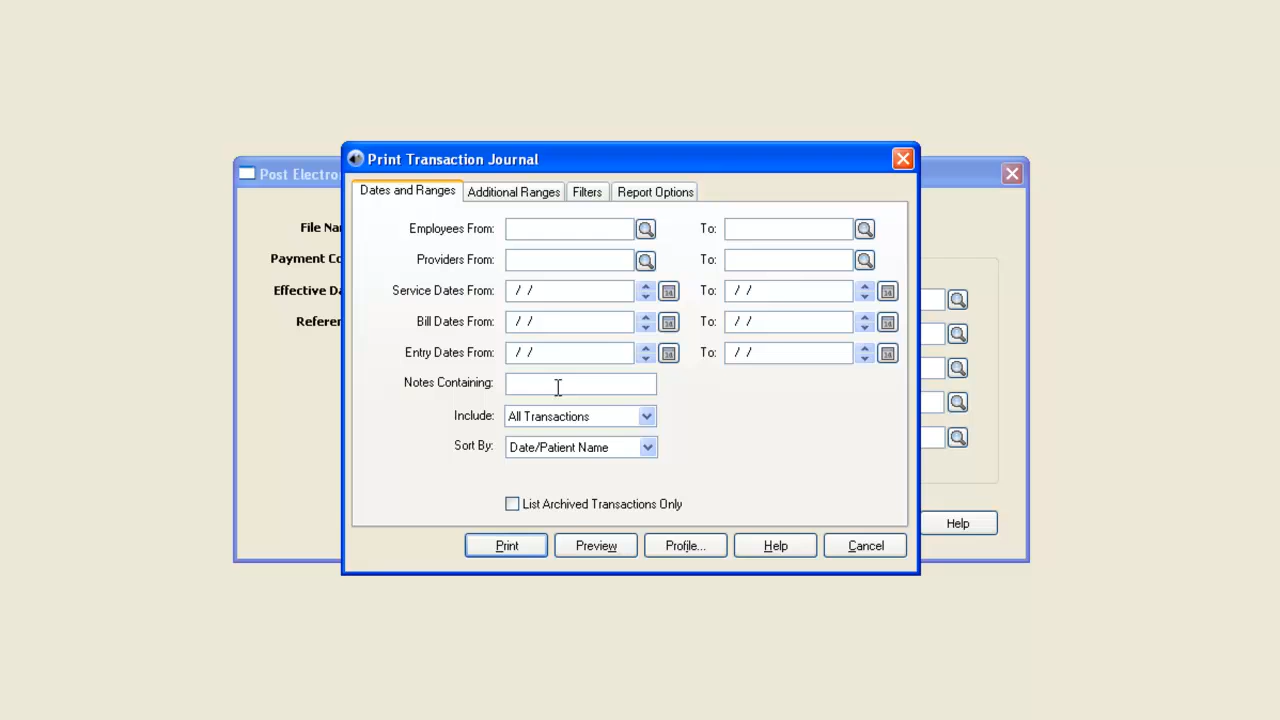 Post Electro
Print Transaction Journal
Dates and Ranges Additional Ranges Filters Report Options
File Na
Payment Co
Effective Da
Referen
Employees From: To:
Providers From: To:
Service Dates From: / / To: / /
Bill Dates From: / / To: / /
Entry Dates From: / / To: / /
Notes Containing:
Include: All Transactions
Sort By: Date/Patient Name
List Archived Transactions Only
Print Preview Profile... Help Cancel
Help